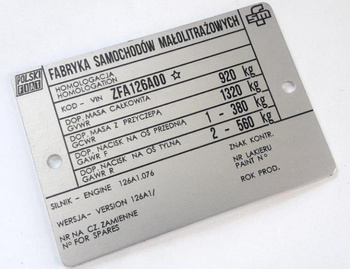 POLSKI
FIAT
FABRYKA SAMOCHODÓW MAŁOLITRAŻOWYCH
FSM
HOMOLOGACJA
HOMOLOGATION
KOD - VIN ZFA126A00 ☆
DOP. MASA CAŁKOWITA 920 kg
GVWR
DOP. MASA Z PRZYCZEPĄ 1320 kg
GCWR
DOP. NACISK NA OŚ PRZEDNIĄ 1 - 380 kg
GAWR F
DOP. NACISK NA OŚ TYLNĄ 2 - 560 kg
GAWR R
SILNIK - ENGINE 126A1.076
ZNAK KONTR.
WERSJA- VERSION 126A1/
NR LAKIERU
PAINT No
NR NA CZ. ZAMIENNE
No FOR SPARES
ROK PROD.